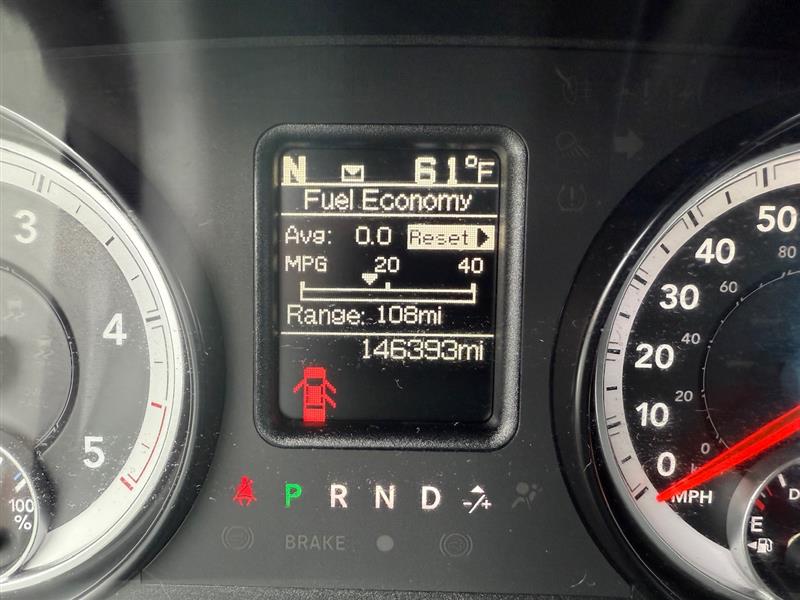 N 61°F
Fuel Economy
Avg: 0.0 Reset
MPG 20 40
Range: 108mi
146393mi
P R N D -/+
BRAKE
3
4
5
100
%
50
40
30
20
10
0
MPH
80
60
40
20
0
E